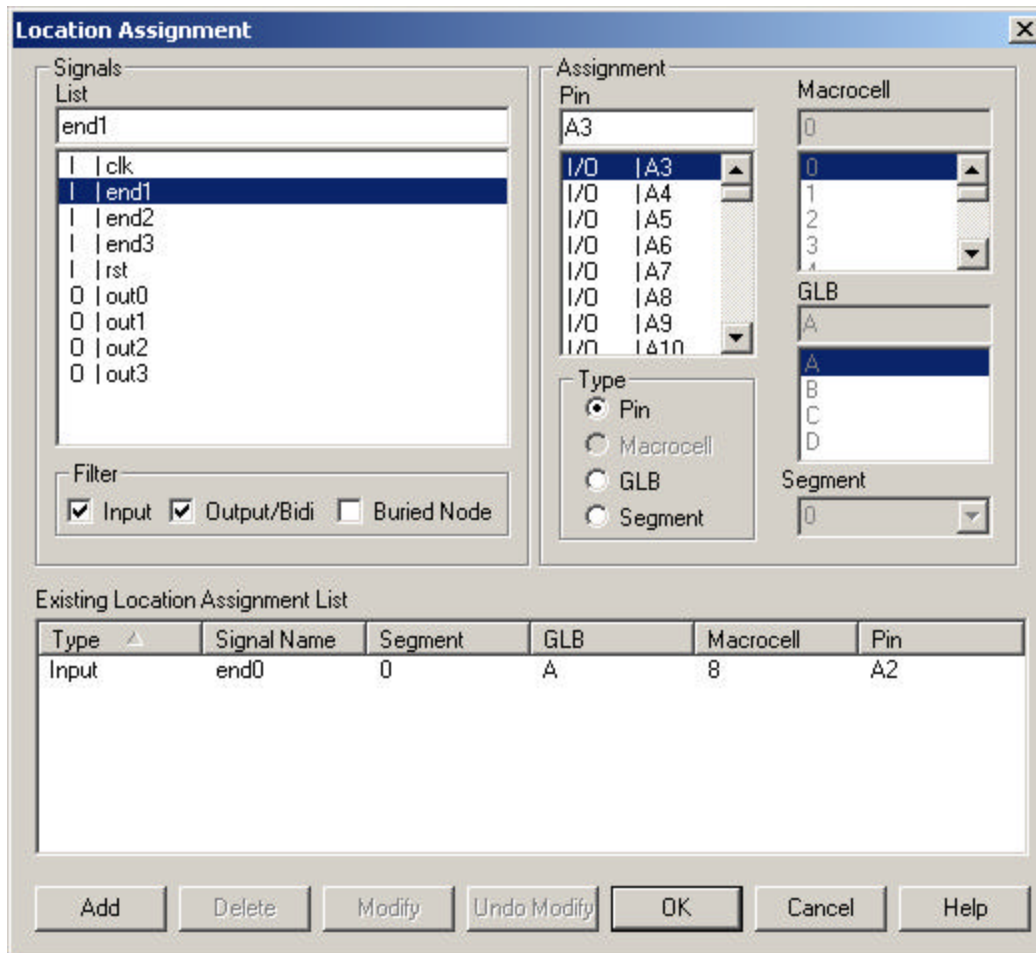 Location Assignment
Signals
List
end1
I | clk
I | end1
I | end2
I | end3
I | rst
O | out0
O | out1
O | out2
O | out3
Filter
Input Output/Bidi Buried Node
Assignment
Pin
A3
I/O | A3
I/O | A4
I/O | A5
I/O | A6
I/O | A7
I/O | A8
I/O | A9
I/O | A10
Type
Pin
Macrocell
GLB
Segment
Macrocell
0
0
1
2
3
4
GLB
A
A
B
C
D
Segment
0
Existing Location Assignment List
Type Signal Name Segment GLB Macrocell Pin
Input end0 0 A 8 A2
Add Delete Modify Undo Modify OK Cancel Help